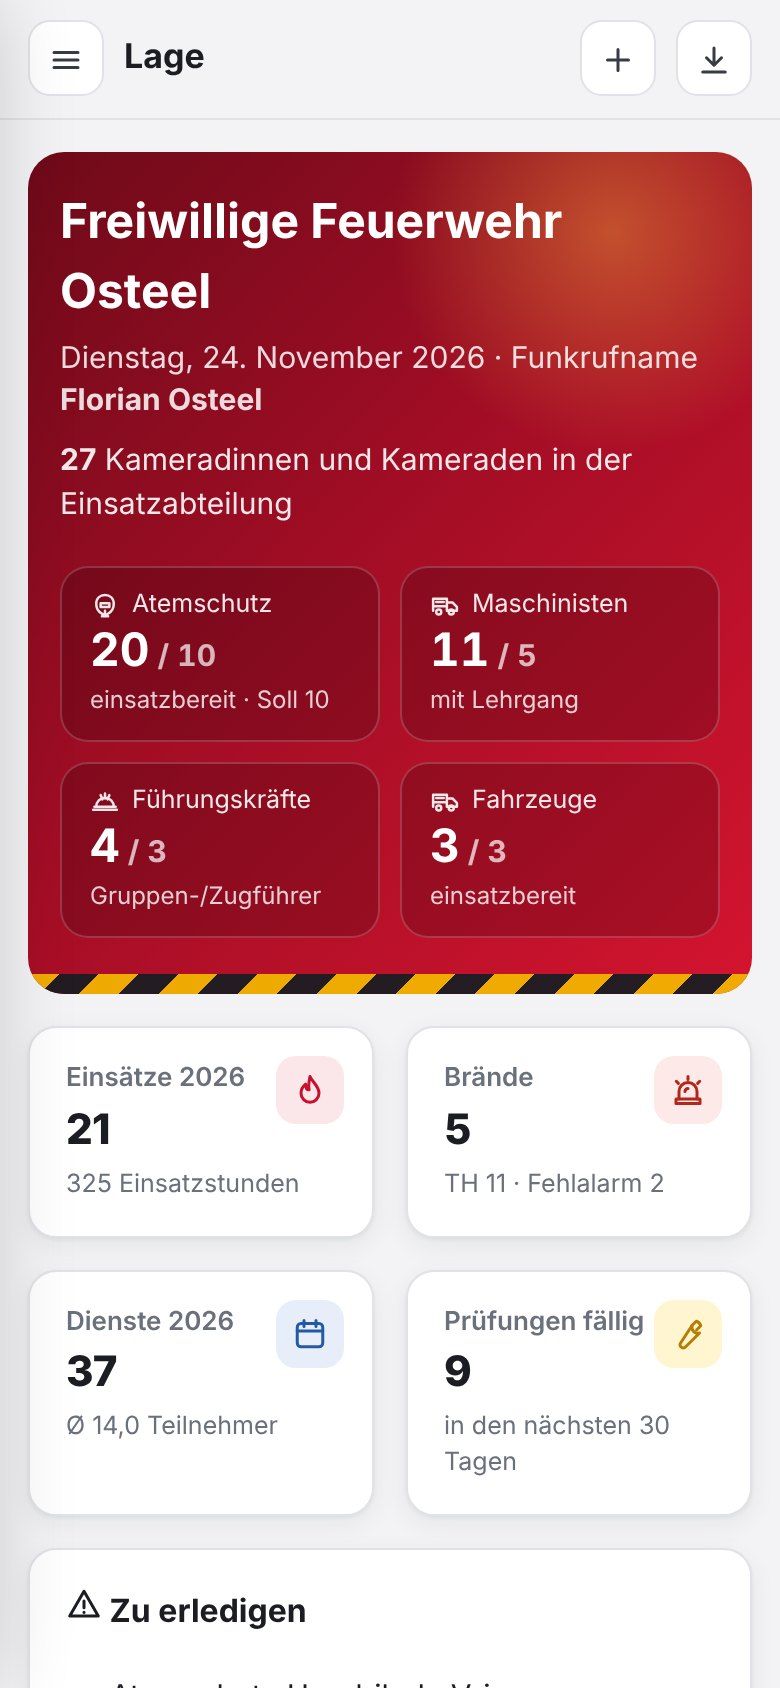 Lage
Freiwillige Feuerwehr
Osteel
Dienstag, 24. November 2026 · Funkrufname
Florian Osteel
27 Kameradinnen und Kameraden in der
Einsatzabteilung
Atemschutz
20 / 10
einsatzbereit · Soll 10
Maschinisten
11 / 5
mit Lehrgang
Führungskräfte
4 / 3
Gruppen-/Zugführer
Fahrzeuge
3 / 3
einsatzbereit
Einsätze 2026
21
325 Einsatzstunden
Brände
5
TH 11 · Fehlalarm 2
Dienste 2026
37
Ø 14,0 Teilnehmer
Prüfungen fällig
9
in den nächsten 30
Tagen
Zu erledigen